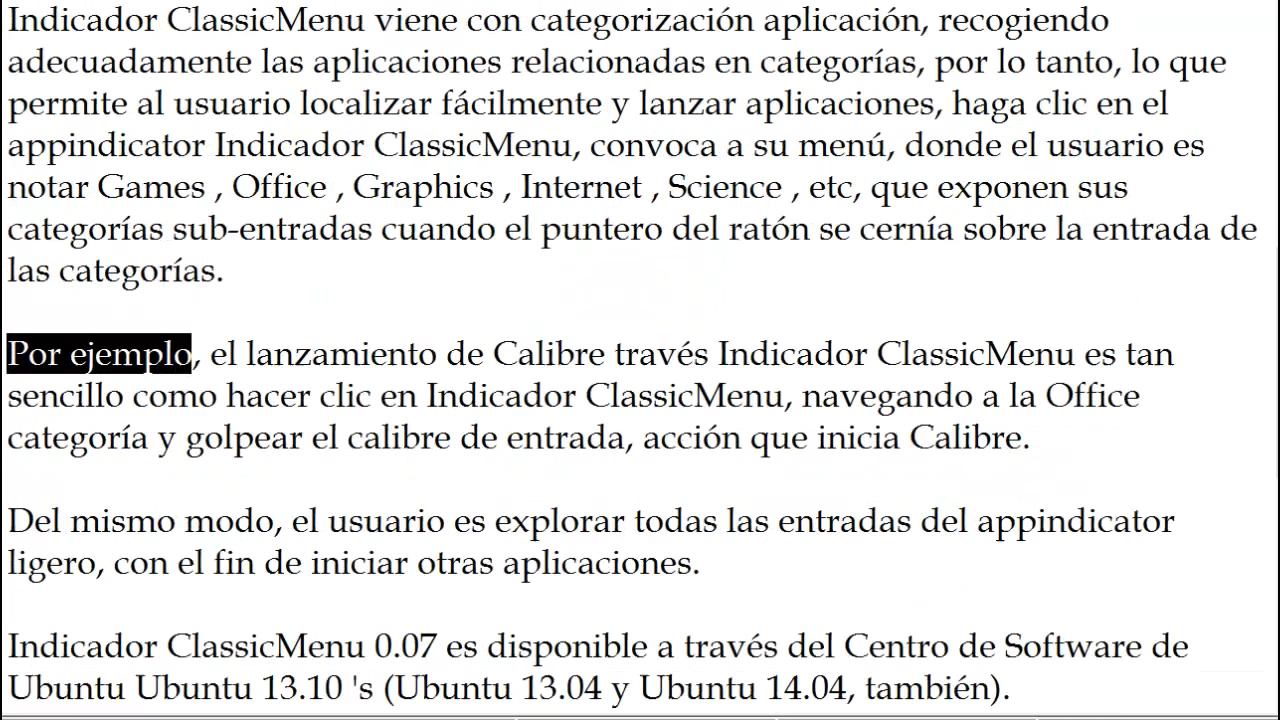 Indicador ClassicMenu viene con categorización aplicación, recogiendo
adecuadamente las aplicaciones relacionadas en categorías, por lo tanto, lo que
permite al usuario localizar fácilmente y lanzar aplicaciones, haga clic en el
appindicator Indicador ClassicMenu, convoca a su menú, donde el usuario es
notar Games , Office , Graphics , Internet , Science , etc, que exponen sus
categorías sub-entradas cuando el puntero del ratón se cernía sobre la entrada de
las categorías.
Por ejemplo, el lanzamiento de Calibre través Indicador ClassicMenu es tan
sencillo como hacer clic en Indicador ClassicMenu, navegando a la Office
categoría y golpear el calibre de entrada, acción que inicia Calibre.
Del mismo modo, el usuario es explorar todas las entradas del appindicator
ligero, con el fin de iniciar otras aplicaciones.
Indicador ClassicMenu 0.07 es disponible a través del Centro de Software de
Ubuntu Ubuntu 13.10 's (Ubuntu 13.04 y Ubuntu 14.04, también).